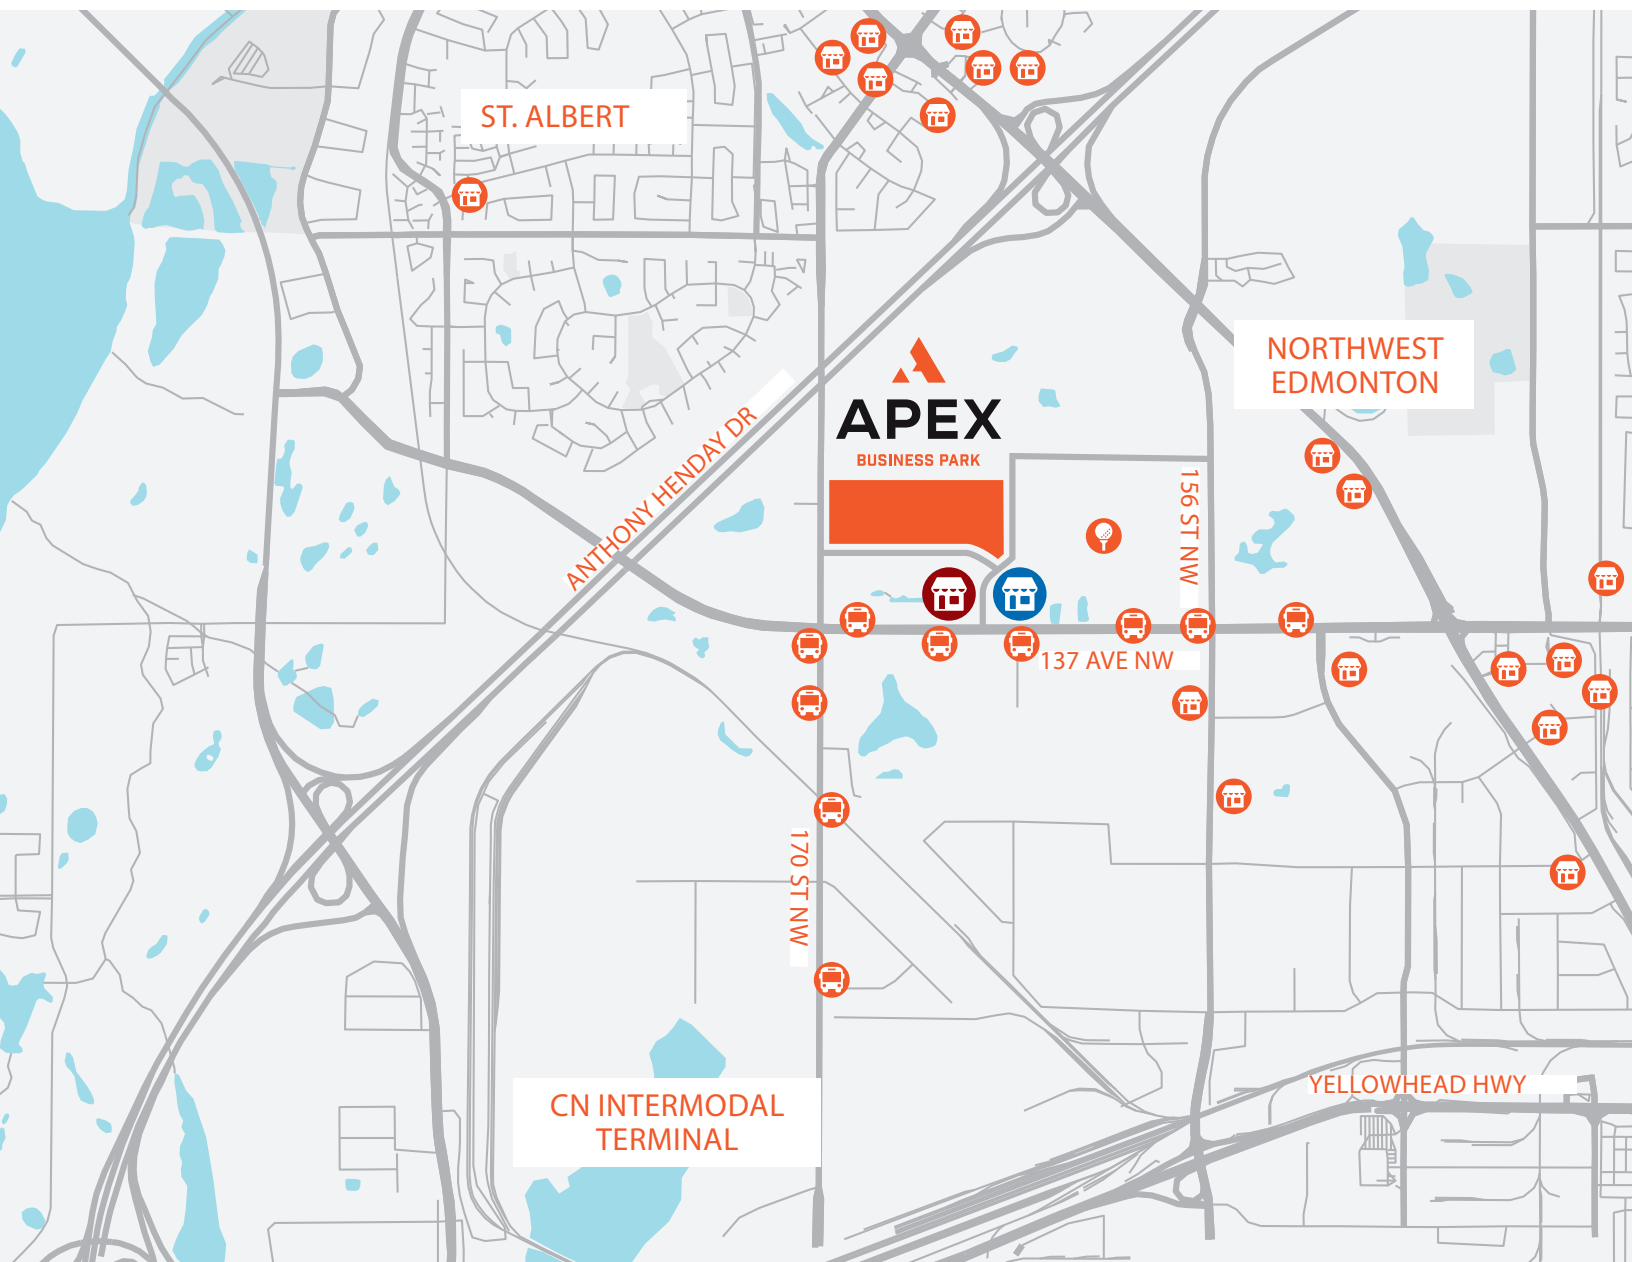 ST. ALBERT
NORTHWEST
EDMONTON
APEX
BUSINESS PARK
ANTHONY HENDAY DR
156 ST NW
137 AVE NW
170 ST NW
YELLOWHEAD HWY
CN INTERMODAL
TERMINAL